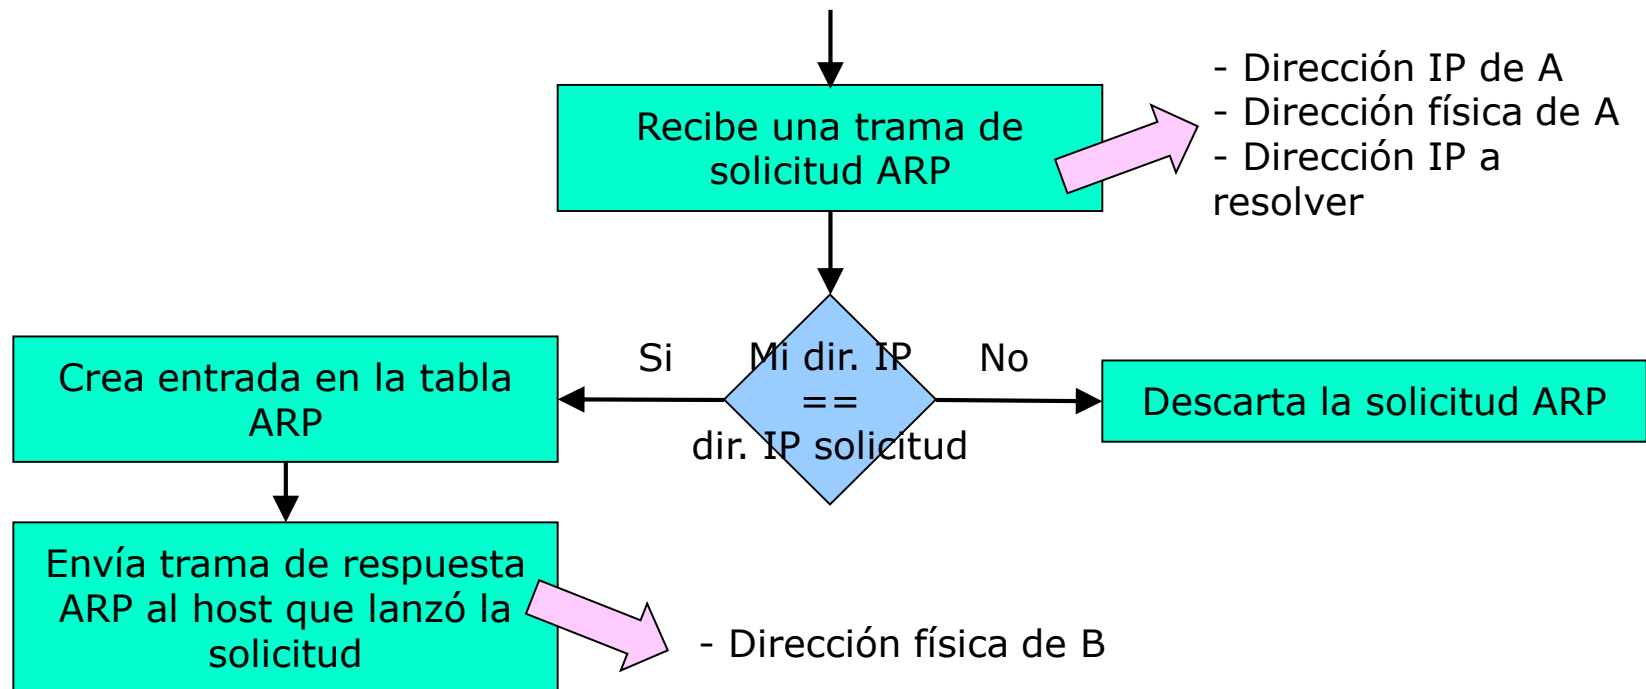 Recibe una trama de
solicitud ARP
- Dirección IP de A
- Dirección física de A
- Dirección IP a
resolver
Si
Mi dir. IP
==
dir. IP solicitud
No
Crea entrada en la tabla
ARP
Descarta la solicitud ARP
Envía trama de respuesta
ARP al host que lanzó la
solicitud
- Dirección física de B